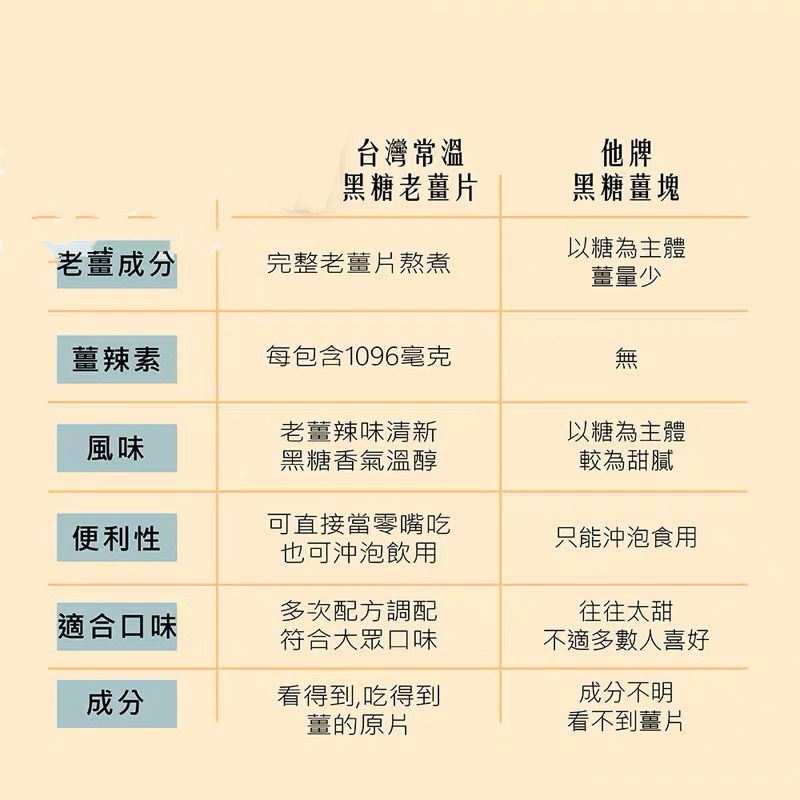 台灣常溫
黑糖老薑片
他牌
黑糖薑塊
老薑成分
完整老薑片熬煮
以糖為主體
薑量少
薑辣素
每包含1096毫克
無
風味
老薑辣味清新
黑糖香氣溫醇
以糖為主體
較為甜膩
便利性
可直接當零嘴吃
也可沖泡飲用
只能沖泡食用
適合口味
多次配方調配
符合大眾口味
往往太甜
不適多數人喜好
成分
看得到,吃得到
薑的原片
成分不明
看不到薑片